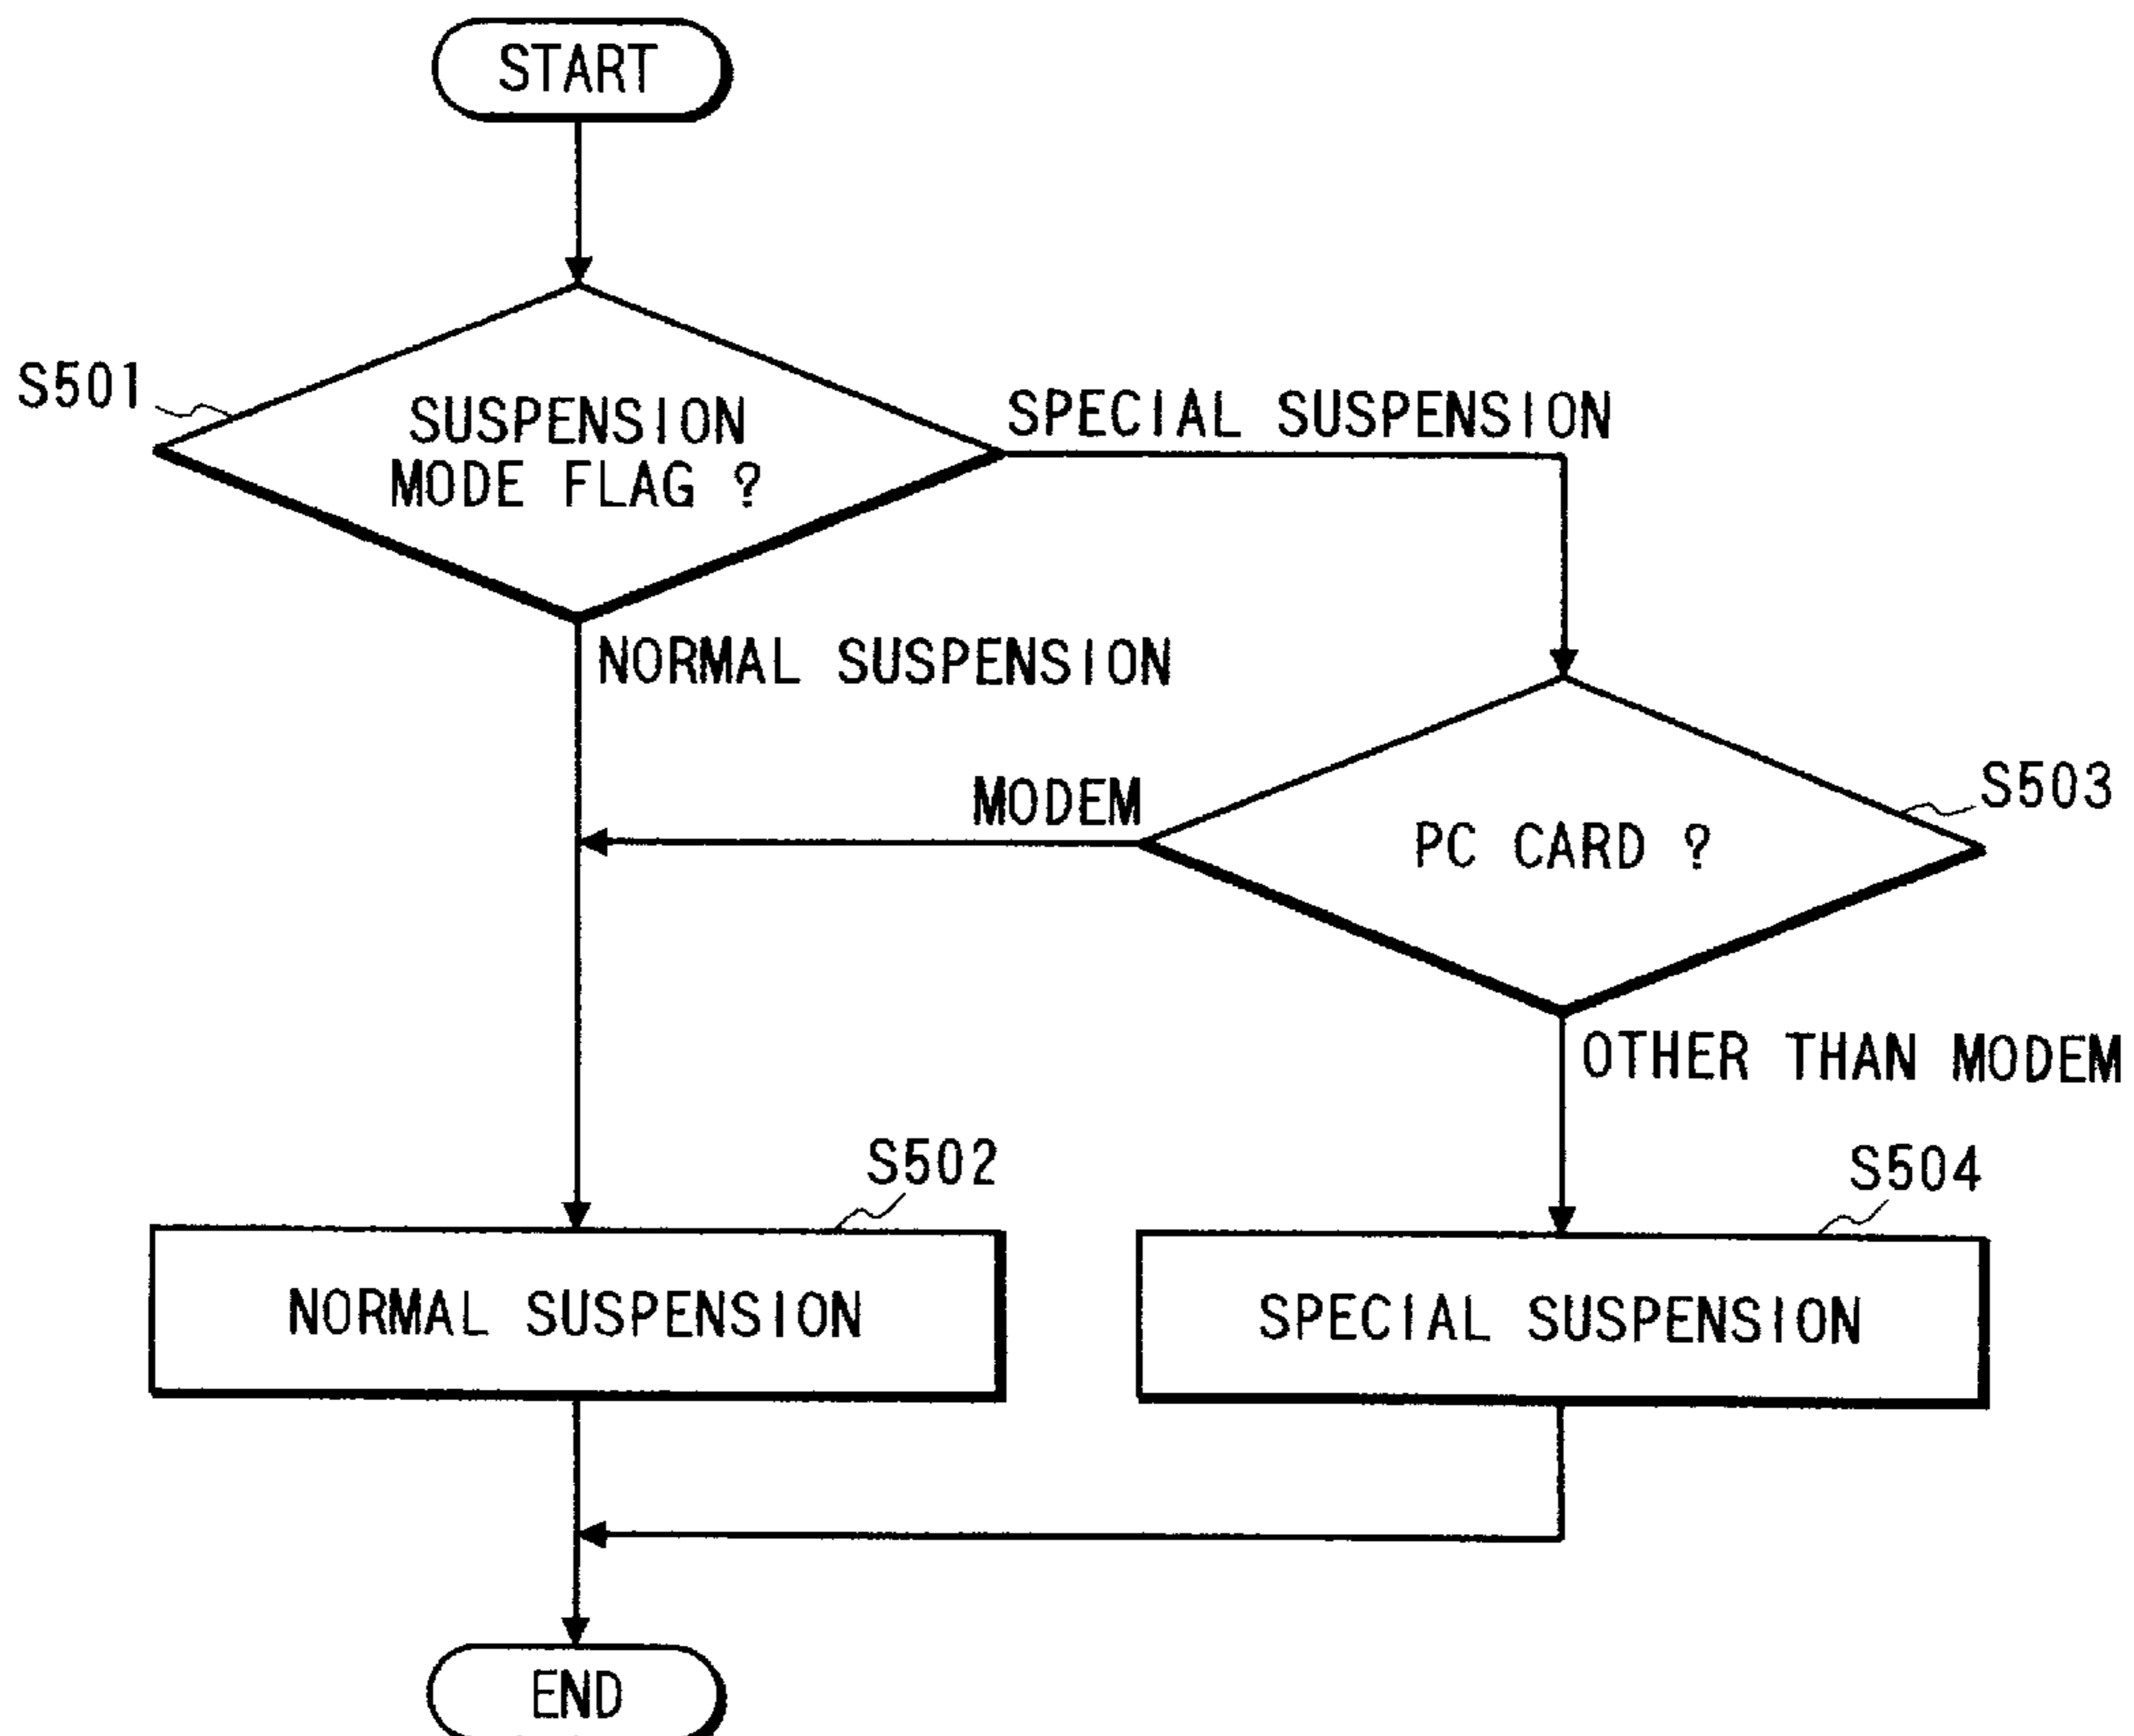 START
S501
SUSPENSION
MODE FLAG ?
SPECIAL SUSPENSION
NORMAL SUSPENSION
MODEM
PC CARD ?
S503
OTHER THAN MODEM
S502
S504
NORMAL SUSPENSION
SPECIAL SUSPENSION
END